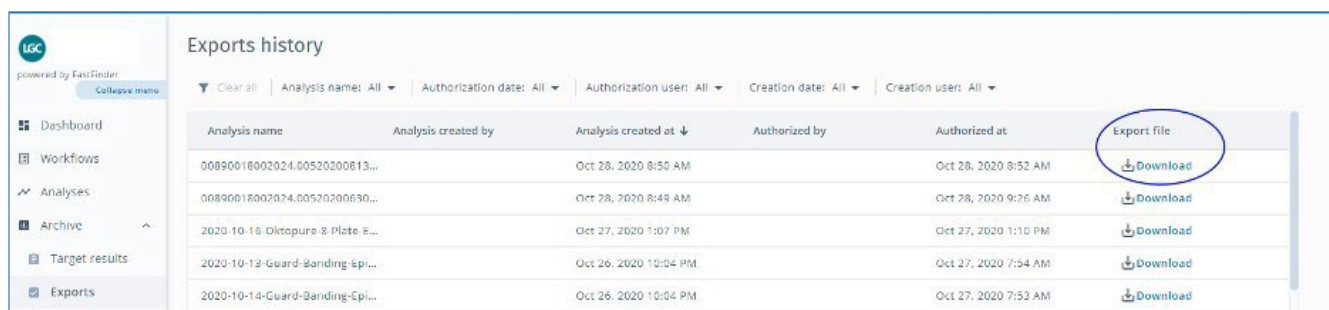 LGC
powered by FastFinder
Collapse menu
Dashboard
Workflows
Analyses
Archive
Target results
Exports
Exports history
Clear all Analysis name: All Authorization date: All Authorization user: All Creation date: All Creation user: All
Analysis name Analysis created by Analysis created at ↓ Authorized by Authorized at Export file
00890018002024.00520200813... Oct 28, 2020 8:50 AM Oct 28, 2020 8:52 AM Download
00890018002024.00520200630... Oct 28, 2020 8:49 AM Oct 28, 2020 9:26 AM Download
2020-10-16-Oktopure-8-Plate-E... Oct 27, 2020 1:07 PM Oct 27, 2020 1:10 PM Download
2020-10-13-Guard-Banding-Epi... Oct 26, 2020 10:04 PM Oct 27, 2020 7:54 AM Download
2020-10-14-Guard-Banding-Epi... Oct 26, 2020 10:04 PM Oct 27, 2020 7:53 AM Download